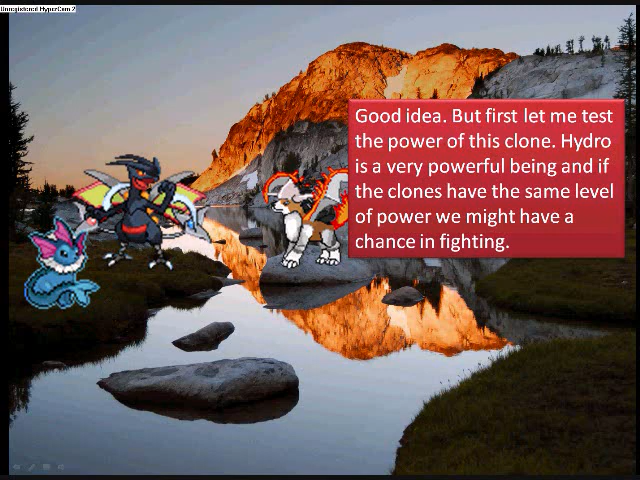 Unregistered HyperCam 2
Good idea. But first let me test
the power of this clone. Hydro
is a very powerful being and if
the clones have the same level
of power we might have a
chance in fighting.